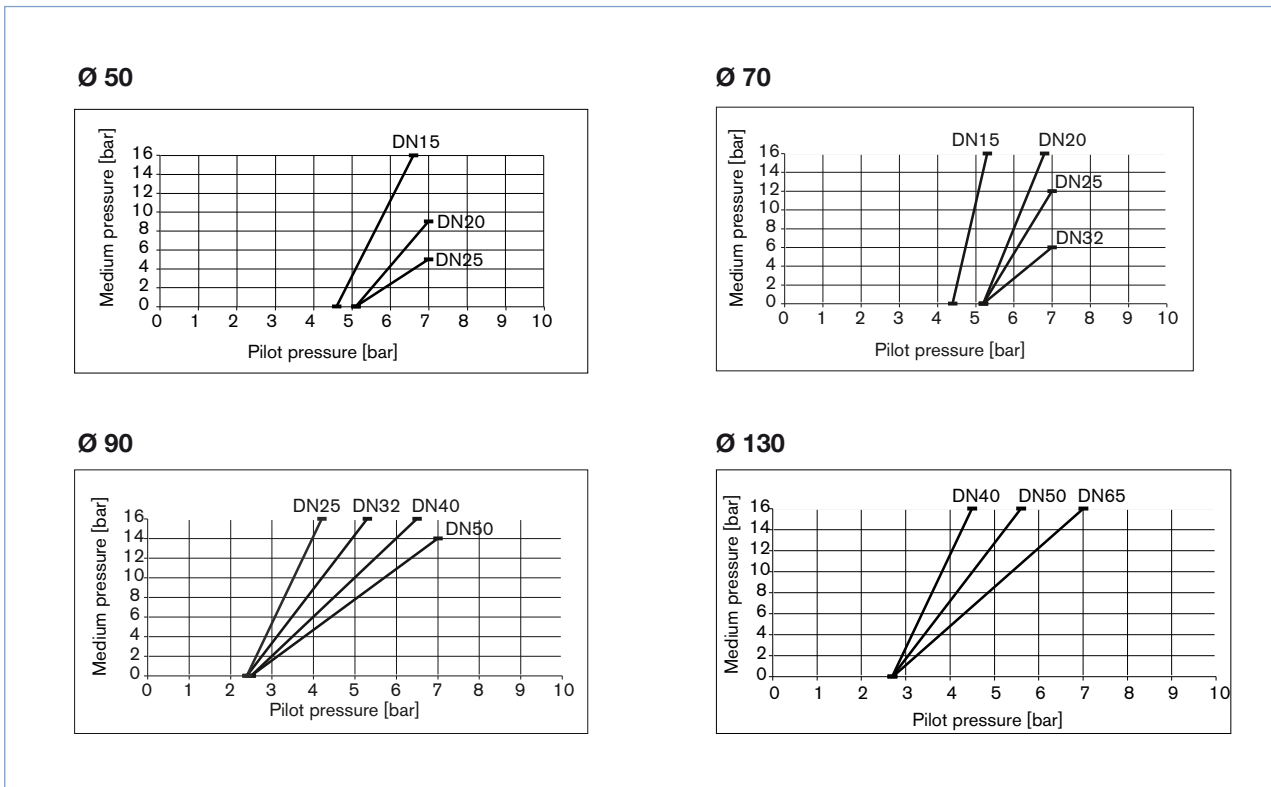 Ø 50
Medium pressure [bar]
16
14
12
10
8
6
4
2
0
DN15
DN20
DN25
0 1 2 3 4 5 6 7 8 9 10
Pilot pressure [bar]
Ø 70
Medium pressure [bar]
16
12
10
8
6
4
2
0
DN15 DN20
DN25
DN32
0 1 2 3 4 5 6 7 8 9 10
Pilot pressure [bar]
Ø 90
Medium pressure [bar]
16
14
12
10
8
6
4
2
0
DN25 DN32 DN40
DN50
0 1 2 3 4 5 6 7 8 9 10
Pilot pressure [bar]
Ø 130
Medium pressure [bar]
16
14
12
10
8
6
4
2
0
DN40 DN50 DN65
0 1 2 3 4 5 6 7 8 9 10
Pilot pressure [bar]